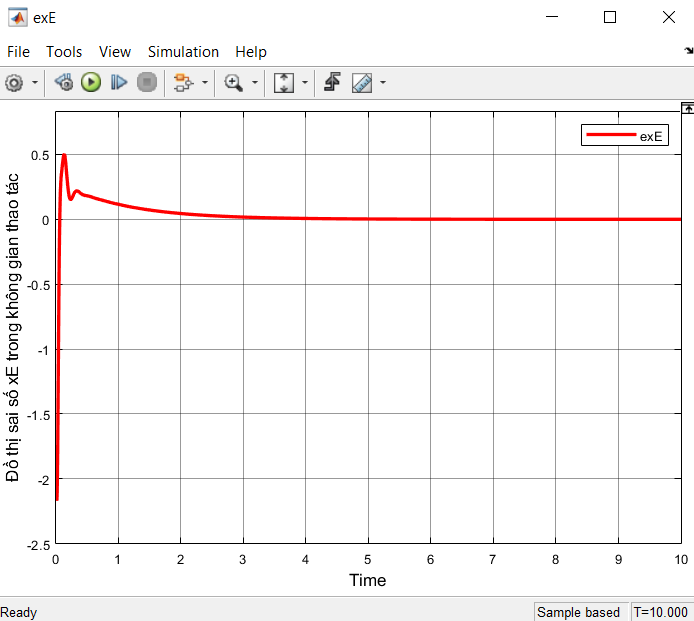 exE
File Tools View Simulation Help
exE
0.5
0
-0.5
-1
-1.5
-2
-2.5
0 1 2 3 4 5 6 7 8 9 10
Đồ thị sai số xE trong không gian thao tác
Time
Ready
Sample based T=10.000